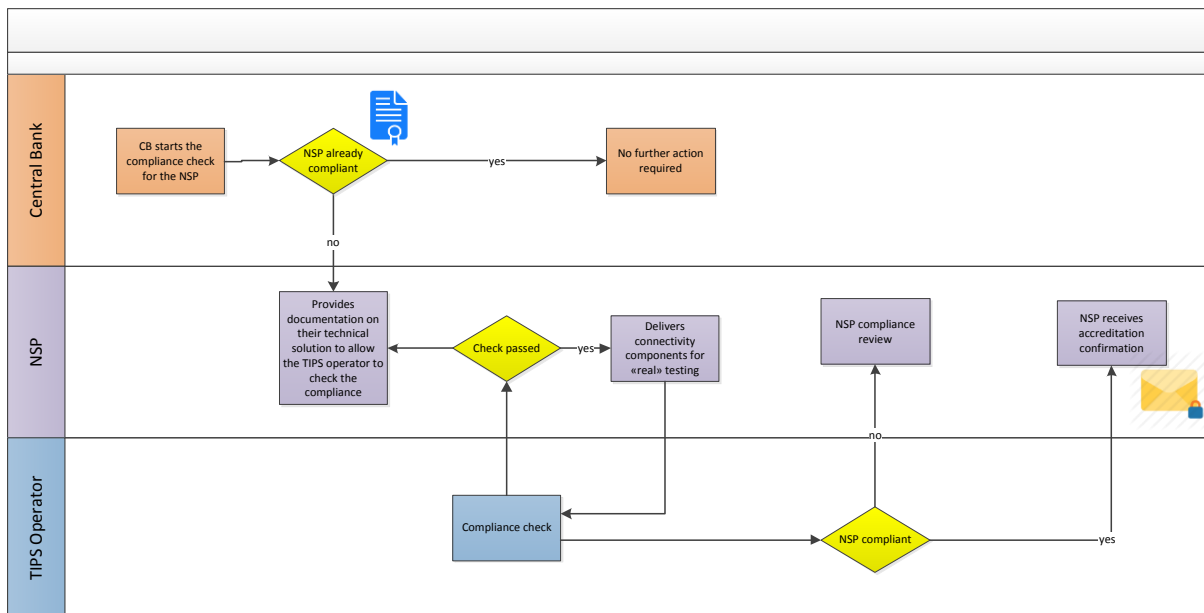 Central Bank
CB starts the
compliance check
for the NSP
NSP already
compliant
yes
No further action
required
no
NSP
Provides
documentation on
their technical
solution to allow
the TIPS operator to
check the
compliance
Check passed
yes
Delivers
connectivity
components for
«real» testing
NSP compliance
review
NSP receives
accreditation
confirmation
no
TIPS Operator
Compliance check
NSP compliant
yes